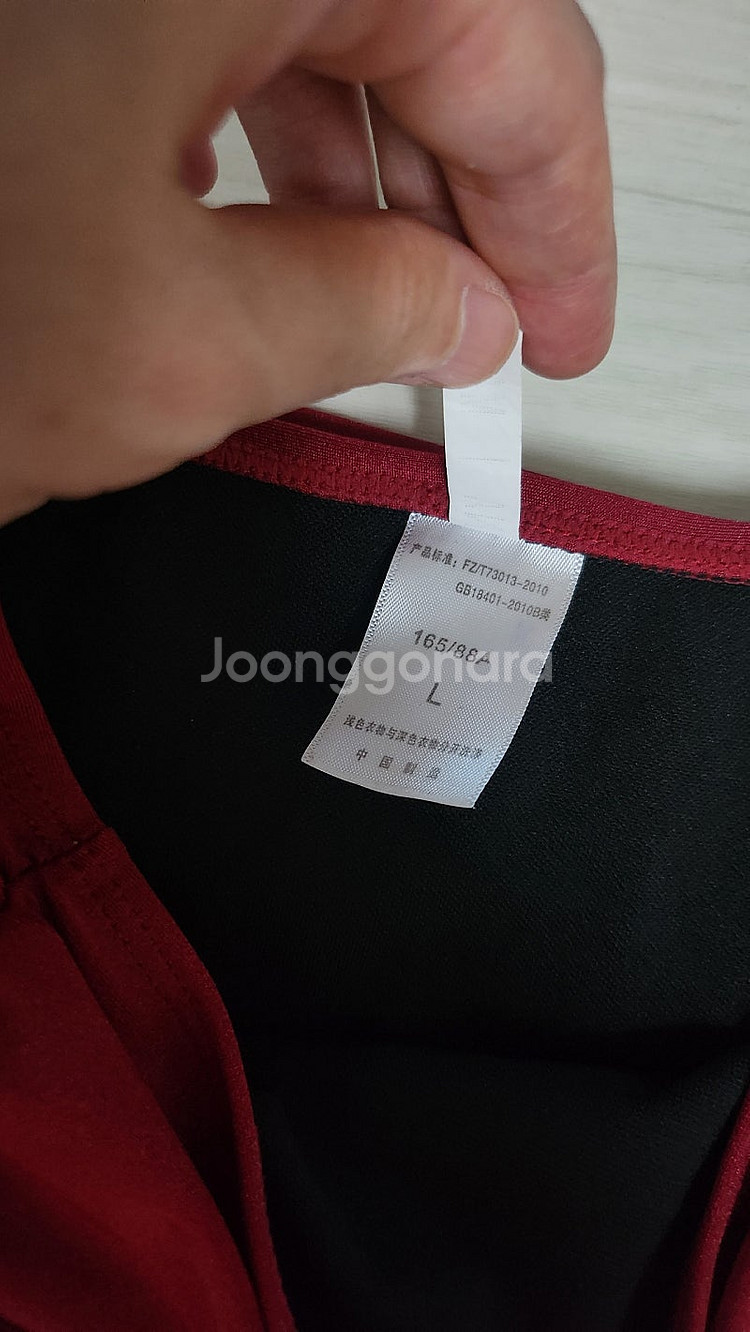 产品标准: FZ/T73013-2010
GB18401-2010B类
165/88A
Joonggonara
L
浅色衣物与深色衣物分开洗涤
中国制造